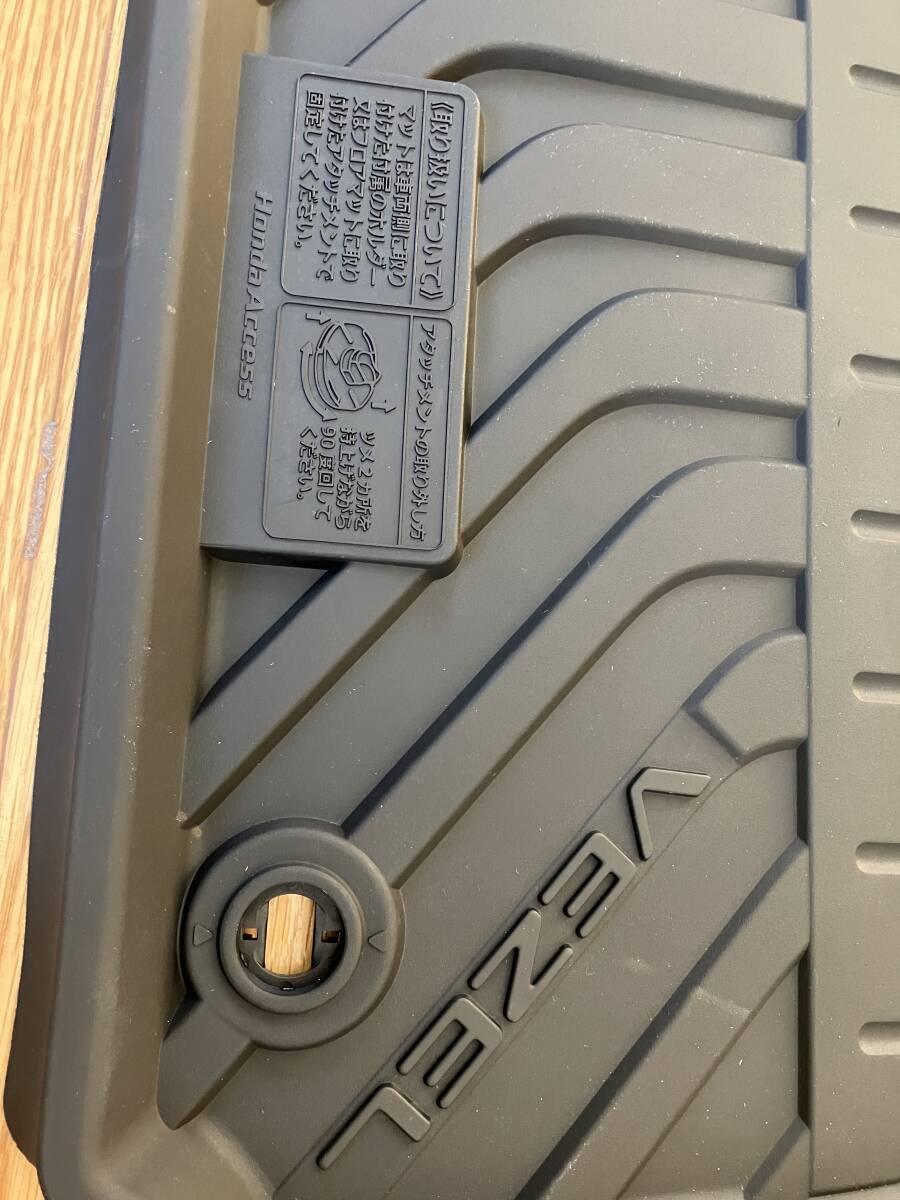 《取り扱いについて》
マットは車両側に取り
付けた付属のホルダー
又はフロアマットに取り
付けたアタッチメントで
固定してください。
アタッチメントの取り外し方
ツメ2カ所を
持上げながら
90度回して
ください。
Honda Access
VEZEL